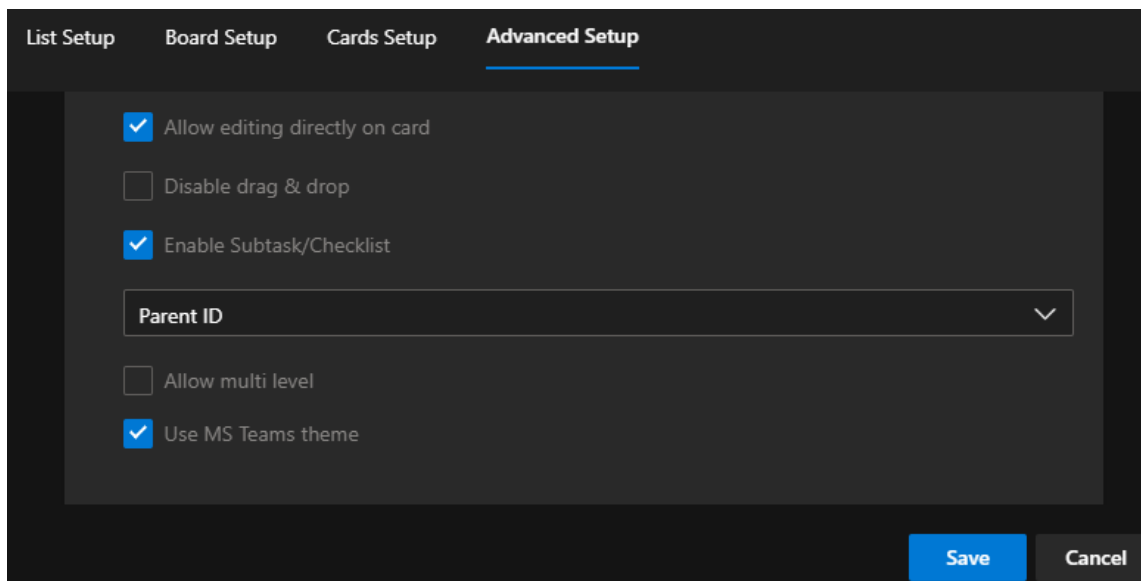 List Setup Board Setup Cards Setup Advanced Setup
Allow editing directly on card
Disable drag & drop
Enable Subtask/Checklist
Parent ID
Allow multi level
Use MS Teams theme
Save Cancel